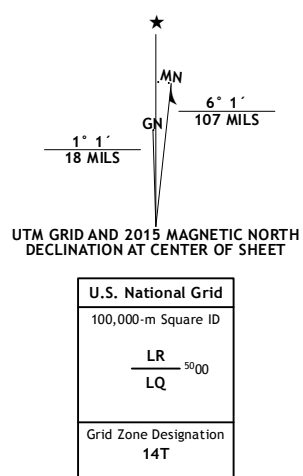 ★
MN
GN
6° 1´
107 MILS
1° 1´
18 MILS
UTM GRID AND 2015 MAGNETIC NORTH
DECLINATION AT CENTER OF SHEET
U.S. National Grid
100,000-m Square ID
LR
5000
LQ
Grid Zone Designation
14T